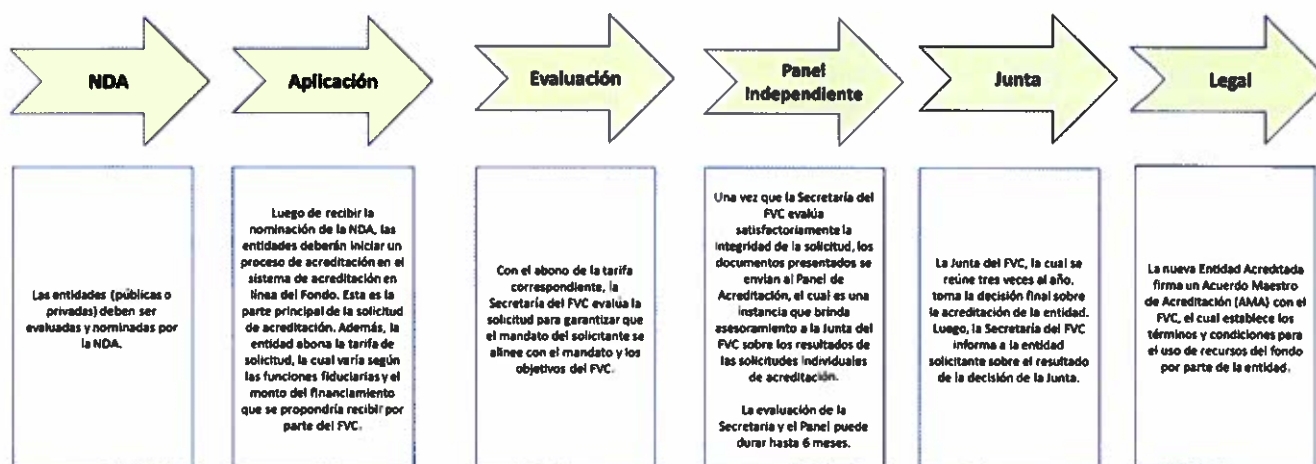 NDA
Las entidades (públicas o
privadas) deben ser
evaluadas y nominadas por
la NDA.
Aplicación
Luego de recibir la
nominación de la NDA, las
entidades deberán iniciar un
proceso de acreditación en el
sistema de acreditación en
línea del Fondo. Esta es la
parte principal de la solicitud
de acreditación. Además, la
entidad abona la tarifa de
solicitud, la cual varía según
las funciones fiduciarias y el
monto del financiamiento
que se propondría recibir por
parte del FVC.
Evaluación
Con el abono de la tarifa
correspondiente, la
Secretaría del FVC evalúa la
solicitud para garantizar que
el mandato del solicitante se
alinee con el mandato y los
objetivos del FVC.
Panel
Independiente
Una vez que la Secretaría del
FVC evalúa
satisfactoriamente la
integridad de la solicitud, los
documentos presentados se
envían al Panel de
Acreditación, el cual es una
instancia que brinda
asesoramiento a la Junta del
FVC sobre los resultados de
las solicitudes individuales
de acreditación.
La evaluación de la
Secretaría y el Panel puede
durar hasta 6 meses.
Junta
La Junta del FVC, la cual se
reúne tres veces al año,
toma la decisión final sobre
la acreditación de la entidad.
Luego, la Secretaría del FVC
informa a la entidad
solicitante sobre el resultado
de la decisión de la Junta.
Legal
La nueva Entidad Acreditada
firma un Acuerdo Maestro
de Acreditación (AMA) con el
FVC, el cual establece los
términos y condiciones para
el uso de recursos del fondo
por parte de la entidad.